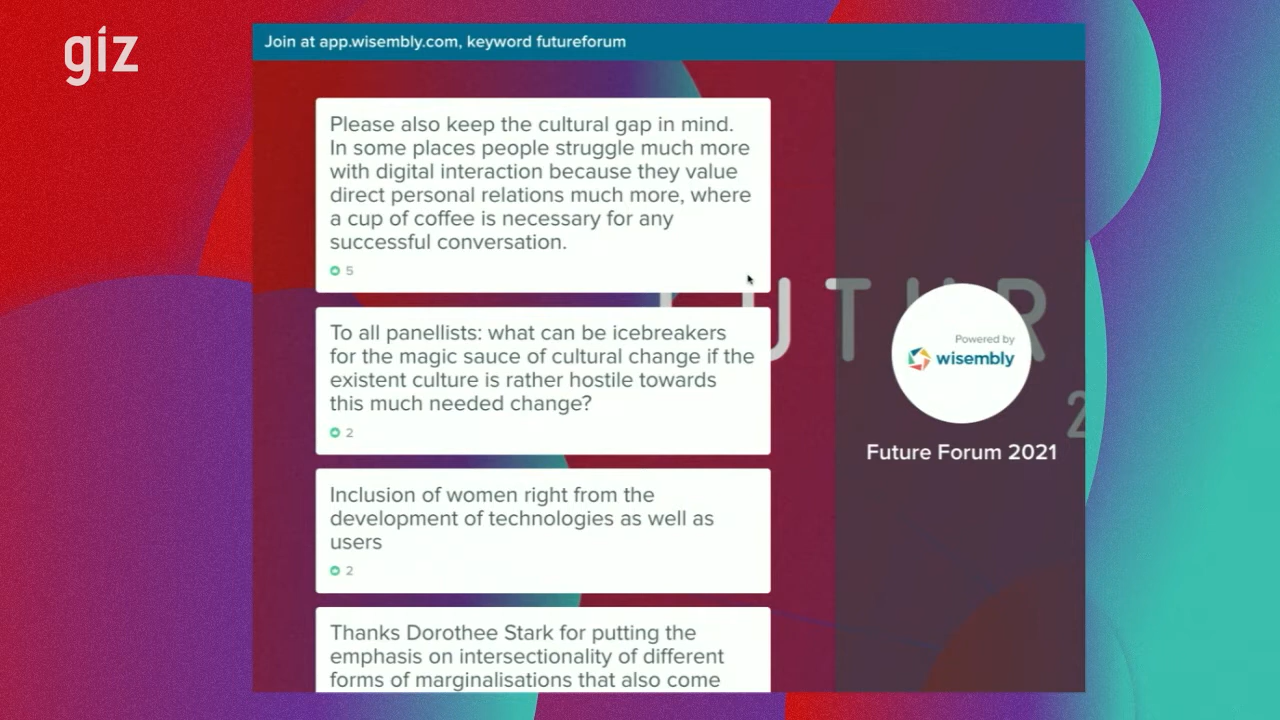 giz
Join at app.wisembly.com, keyword futureforum
Please also keep the cultural gap in mind.
In some places people struggle much more
with digital interaction because they value
direct personal relations much more, where
a cup of coffee is necessary for any
successful conversation.
5
To all panellists: what can be icebreakers
for the magic sauce of cultural change if the
existent culture is rather hostile towards
this much needed change?
2
Inclusion of women right from the
development of technologies as well as
users
2
Thanks Dorothee Stark for putting the
emphasis on intersectionality of different
forms of marginalisations that also come
UTUR
2
Powered by
wisembly
Future Forum 2021